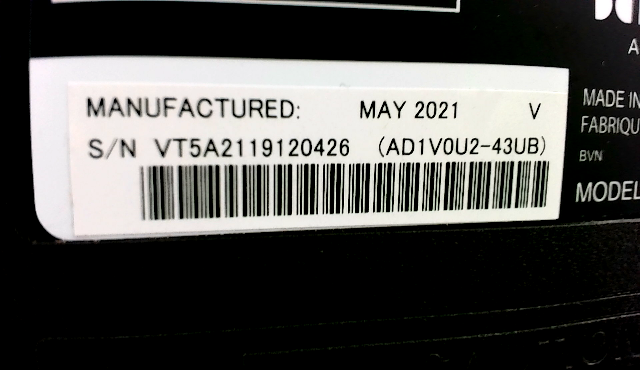 MANUFACTURED: MAY 2021 V
S/N VT5A2119120426 (AD1V0U2-43UB)
MADE IN
FABRIQU
BVN
MODEL